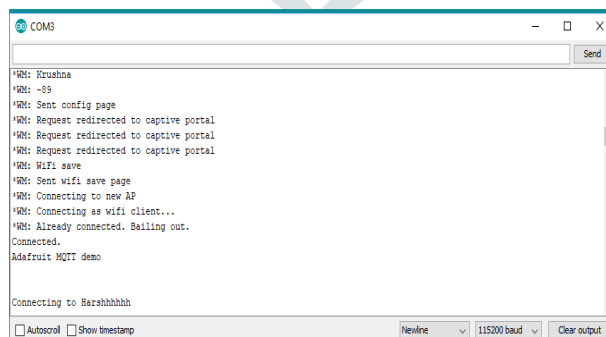 COM3
Send
*WM: Krushna
*WM: -89
*WM: Sent config page
*WM: Request redirected to captive portal
*WM: Request redirected to captive portal
*WM: Request redirected to captive portal
*WM: WiFi save
*WM: Sent wifi save page
*WM: Connecting to new AP
*WM: Connecting as wifi client...
*WM: Already connected. Bailing out.
Connected.
Adafruit MQTT demo
Connecting to Harshhhhhh
Autoscroll Show timestamp Newline 115200 baud Clear output